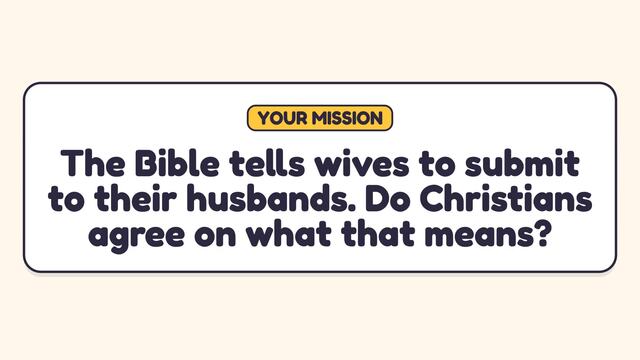 YOUR MISSION
The Bible tells wives to submit
to their husbands. Do Christians
agree on what that means?